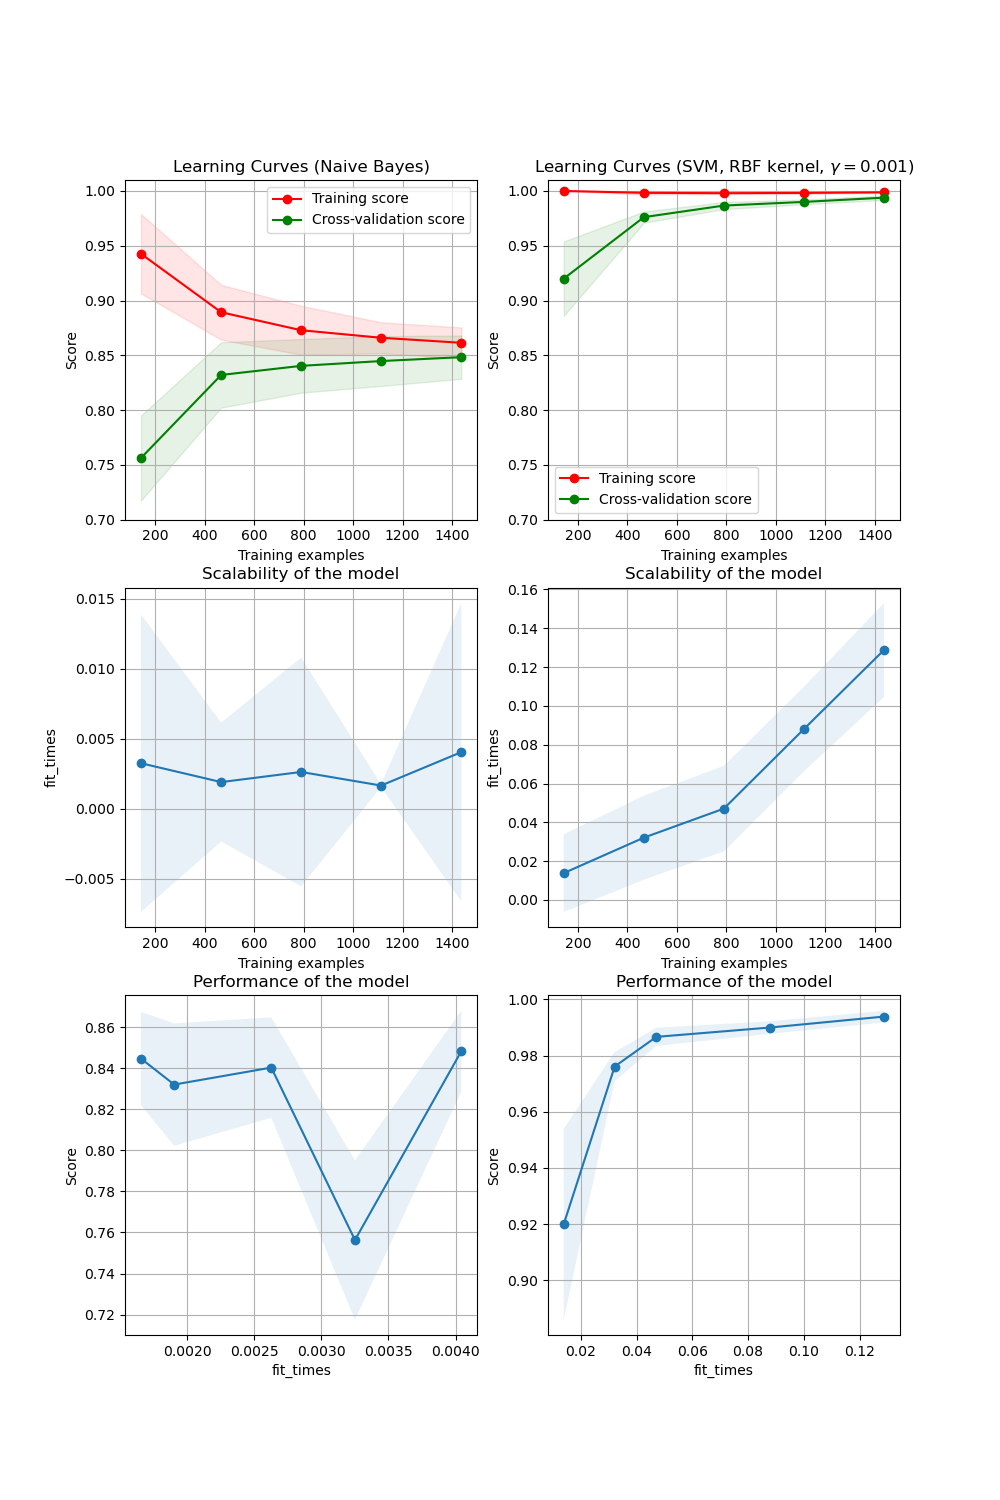 Learning Curves (Naive Bayes)
1.00
0.95
0.90
0.85
0.80
0.75
0.70
Score
Training score
Cross-validation score
200 400 600 800 1000 1200 1400
Training examples
Learning Curves (SVM, RBF kernel, γ = 0.001)
1.00
0.95
0.90
0.85
0.80
0.75
0.70
Score
Training score
Cross-validation score
200 400 600 800 1000 1200 1400
Training examples
Scalability of the model
0.015
0.010
0.005
0.000
−0.005
fit_times
200 400 600 800 1000 1200 1400
Training examples
Scalability of the model
0.16
0.14
0.12
0.10
0.08
0.06
0.04
0.02
0.00
fit_times
200 400 600 800 1000 1200 1400
Training examples
Performance of the model
0.86
0.84
0.82
0.80
0.78
0.76
0.74
0.72
Score
0.0020 0.0025 0.0030 0.0035 0.0040
fit_times
Performance of the model
1.00
0.98
0.96
0.94
0.92
0.90
Score
0.02 0.04 0.06 0.08 0.10 0.12
fit_times